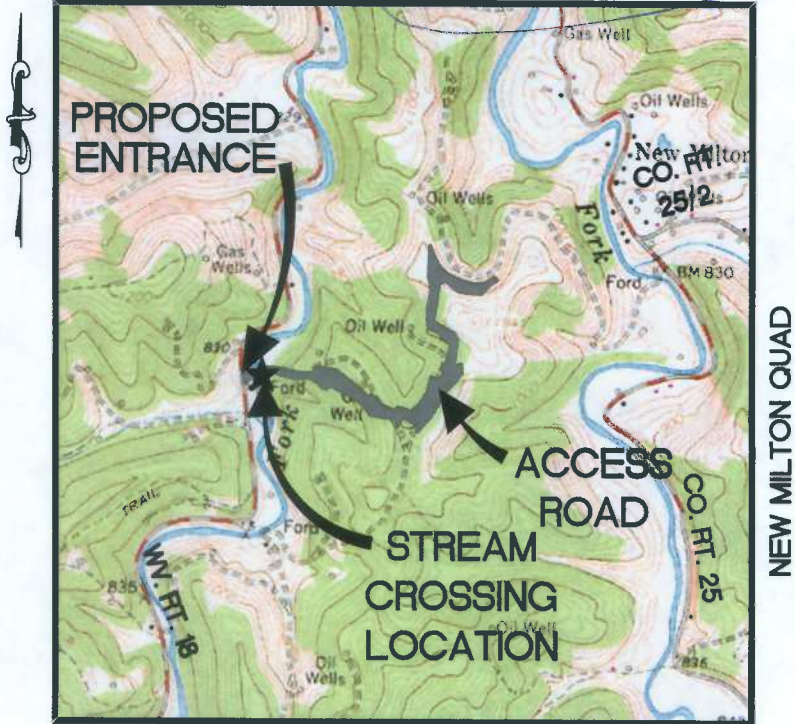 Gas Well
Oil Wells
PROPOSED
ENTRANCE
New Milton
CO. RT.
25/2
Oil Wells
Fork
Gas
Wells
Ford
BM 830
Oil Well
830
Ford
Well
Fork
NEW MILTON QUAD
ACCESS
ROAD
CO. RT. 25
TRAIL
Ford
STREAM
CROSSING
LOCATION
WV. RT. 18
835
Oil Well
Oil
Wells
836